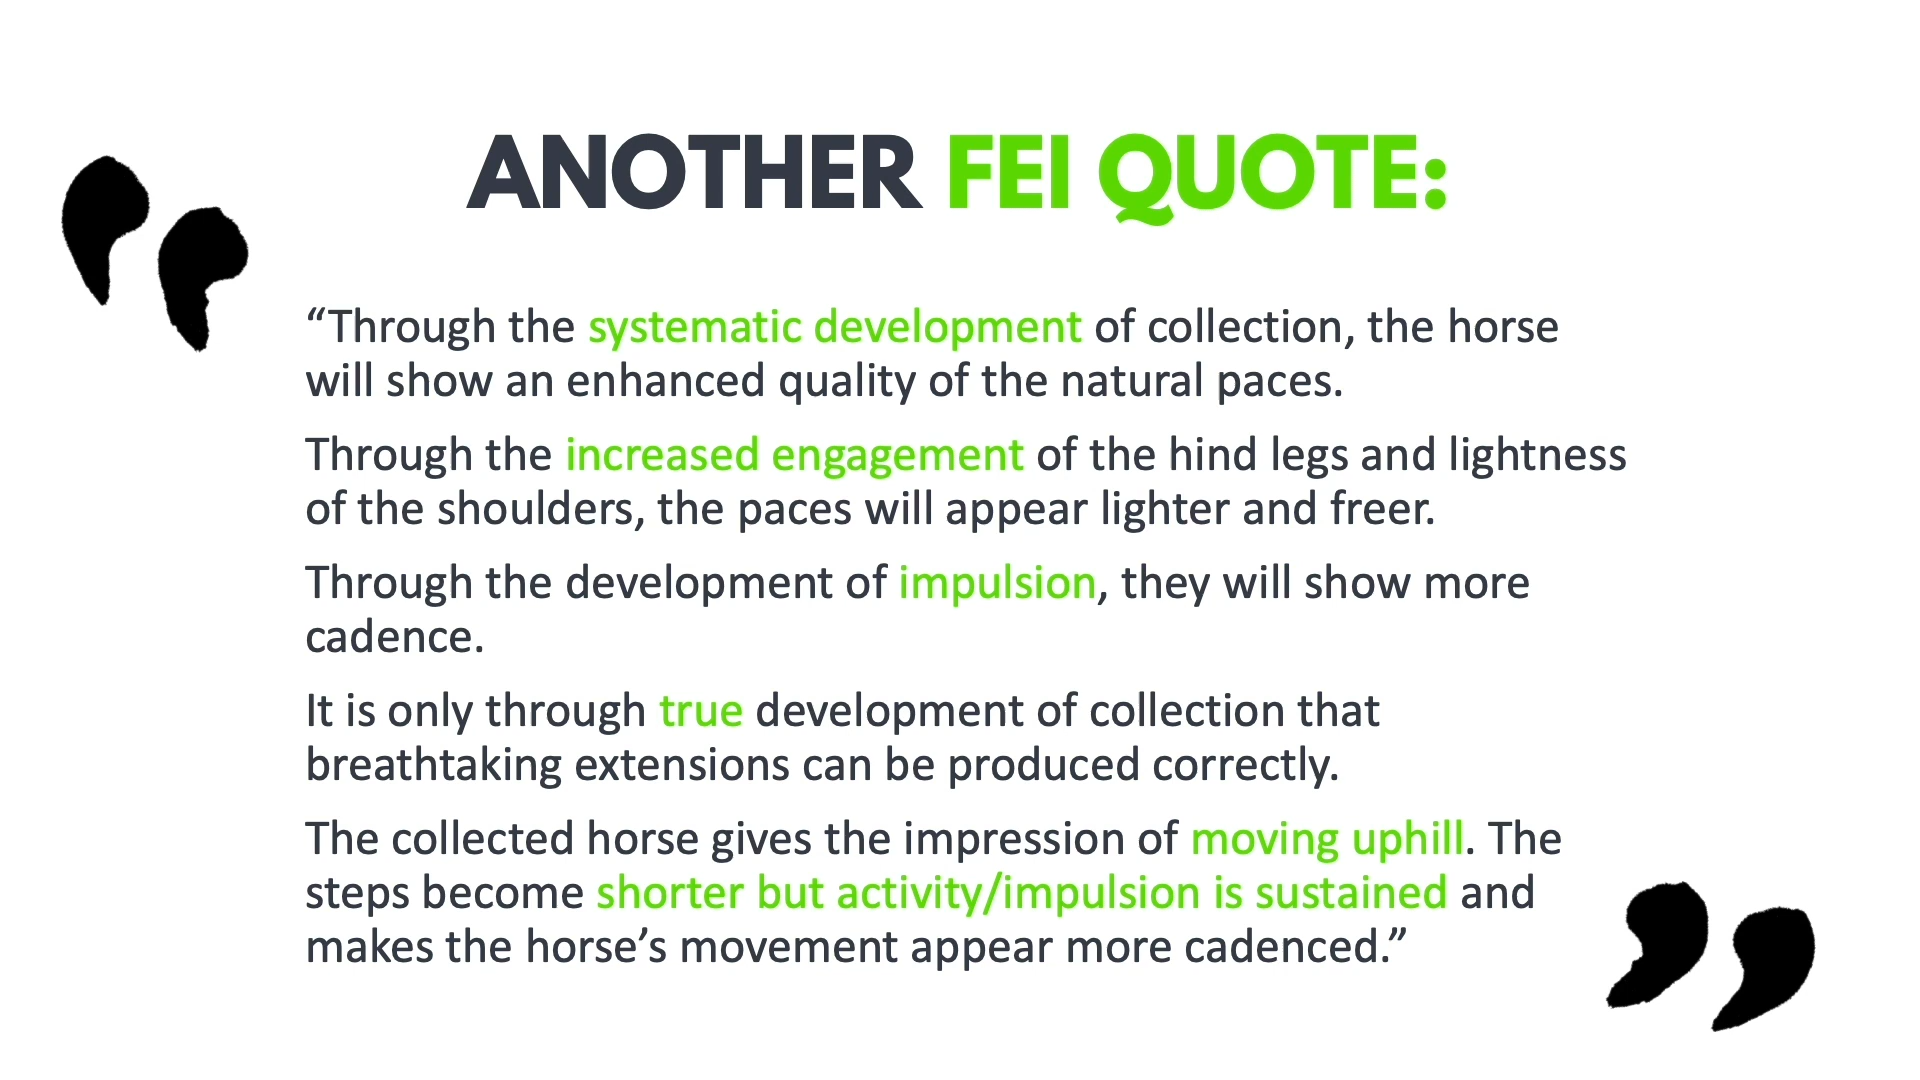 ANOTHER FEI QUOTE:
“Through the systematic development of collection, the horse
will show an enhanced quality of the natural paces.
Through the increased engagement of the hind legs and lightness
of the shoulders, the paces will appear lighter and freer.
Through the development of impulsion, they will show more
cadence.
It is only through true development of collection that
breathtaking extensions can be produced correctly.
The collected horse gives the impression of moving uphill. The
steps become shorter but activity/impulsion is sustained and
makes the horse’s movement appear more cadenced.”